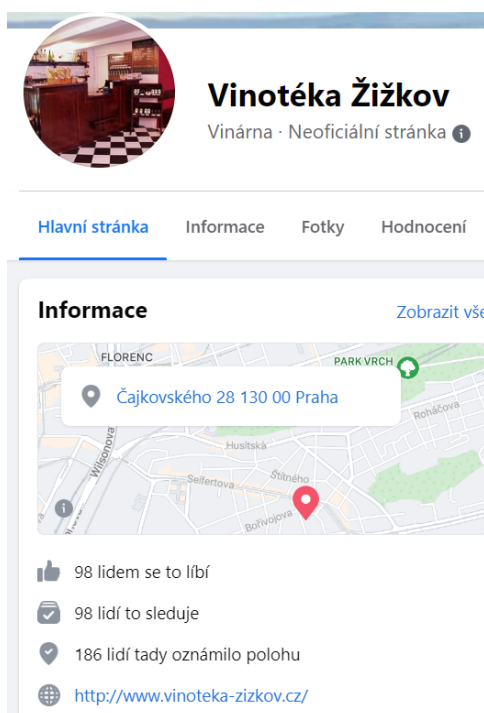 Vinotéka Žižkov
Vinárna · Neoficiální stránka
Hlavní stránka Informace Fotky Hodnocení
Informace Zobrazit vše
FLORENC
PARK VRCH
Čajkovského 28 130 00 Praha
Roháčova
Wilsonova
Husitská
Seifertova
Štítného
Bořivojova
98 lidem se to líbí
98 lidí to sleduje
186 lidí tady oznámilo polohu
http://www.vinoteka-zizkov.cz/